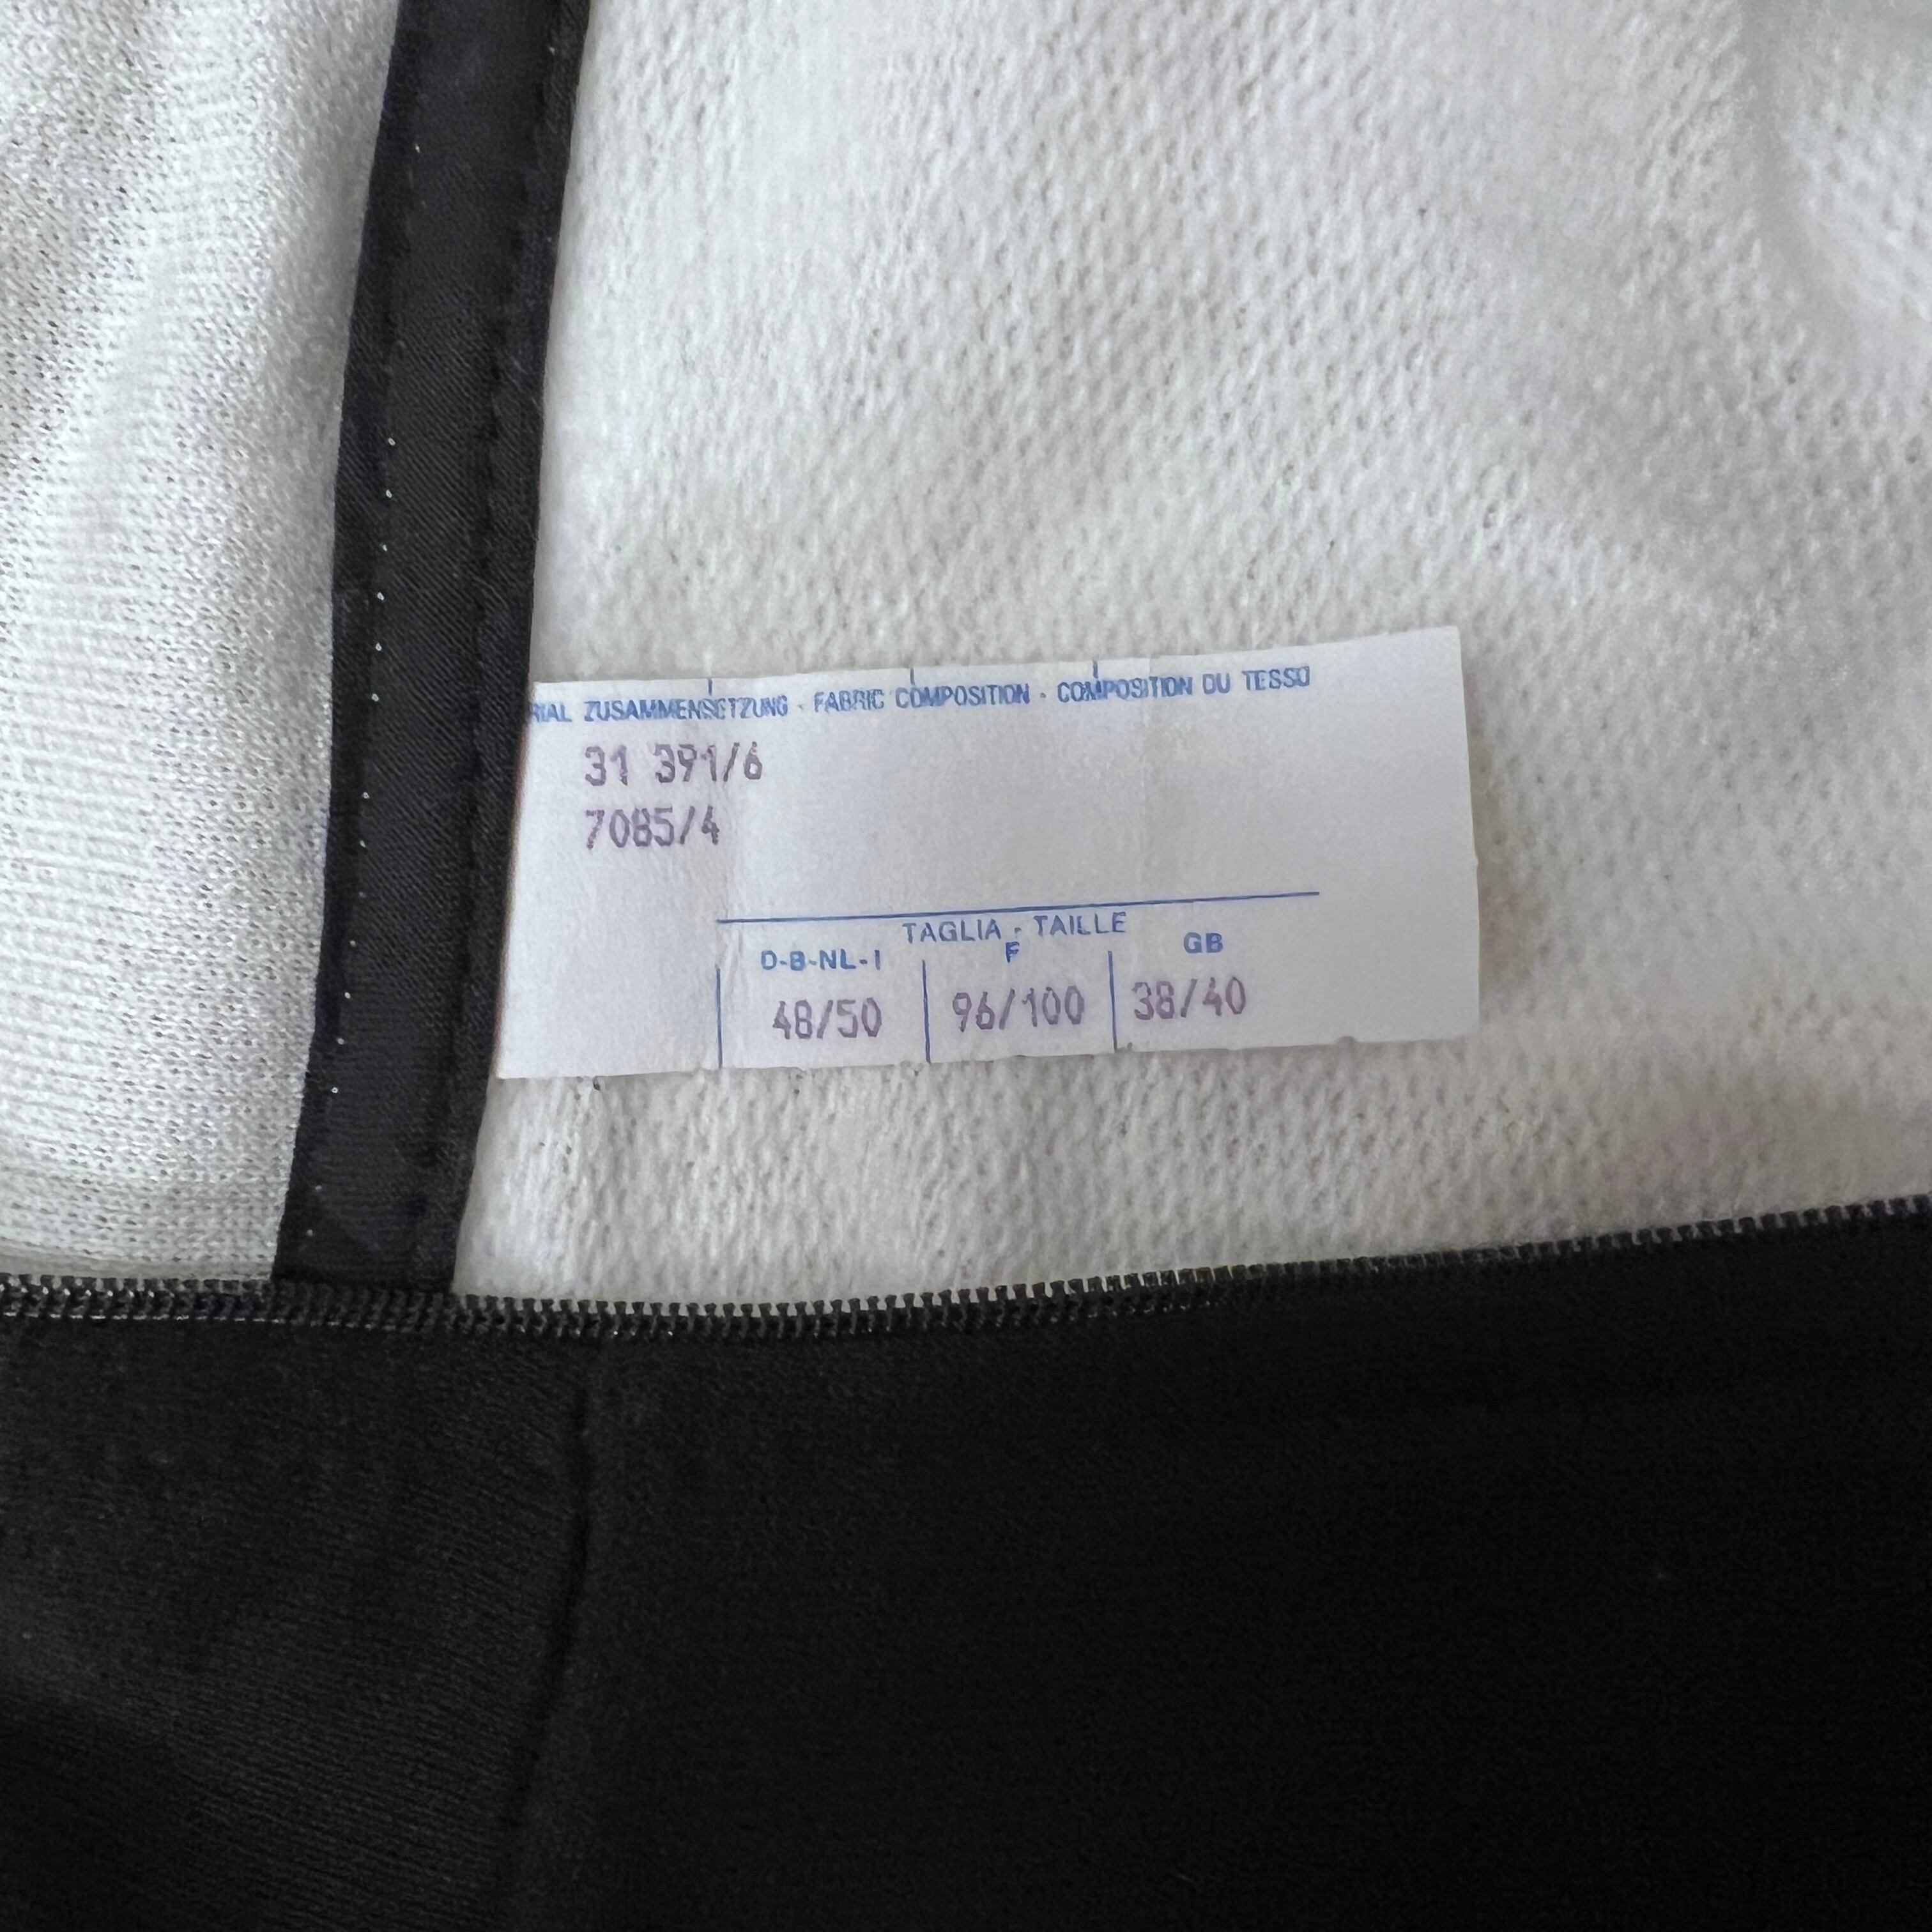 RIAL ZUSAMMENSETZUNG - FABRIC COMPOSITION - COMPOSITION DU TESSU
31 391/6
7085/4
TAGLIA - TAILLE
D-B-NL-I F GB
48/50 96/100 38/40